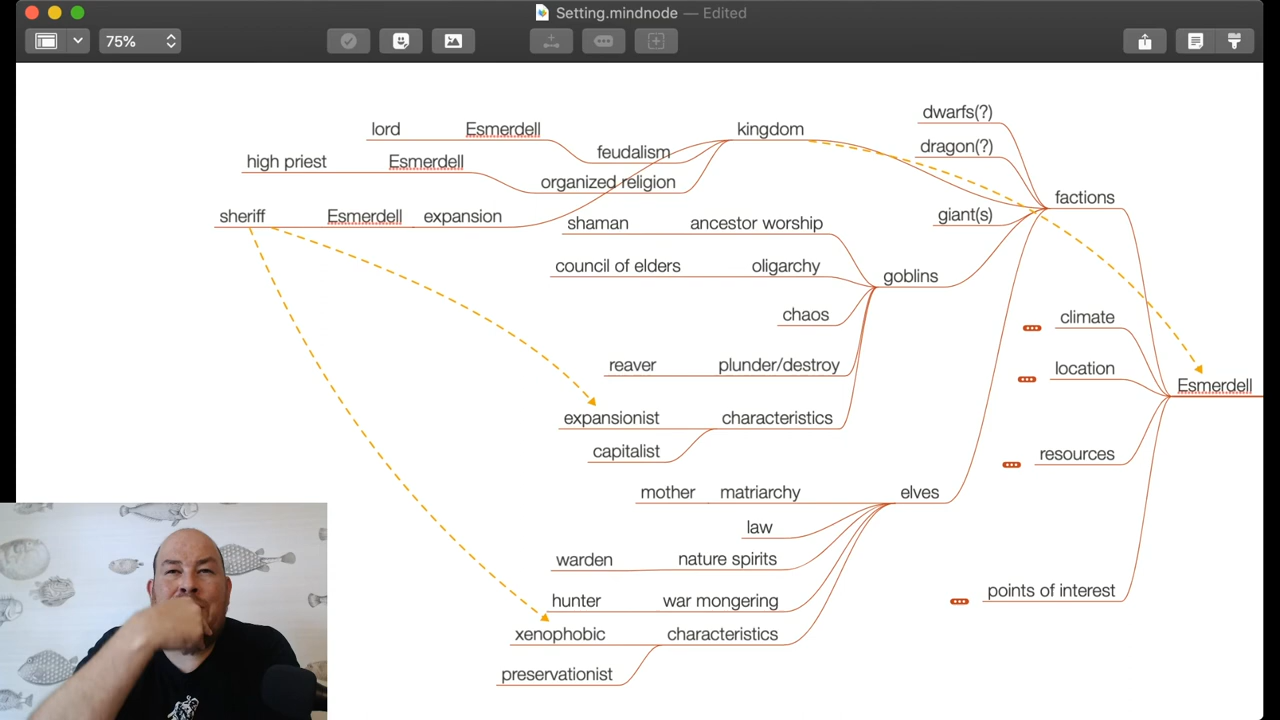 Setting.mindnode — Edited
75%
dwarfs(?)
lord Esmerdell kingdom
feudalism dragon(?)
high priest Esmerdell
organized religion factions
sheriff Esmerdell expansion giant(s)
shaman ancestor worship
council of elders oligarchy goblins
chaos climate
reaver plunder/destroy location
Esmerdell
expansionist characteristics
capitalist resources
mother matriarchy elves
law
warden nature spirits
hunter war mongering points of interest
xenophobic characteristics
preservationist